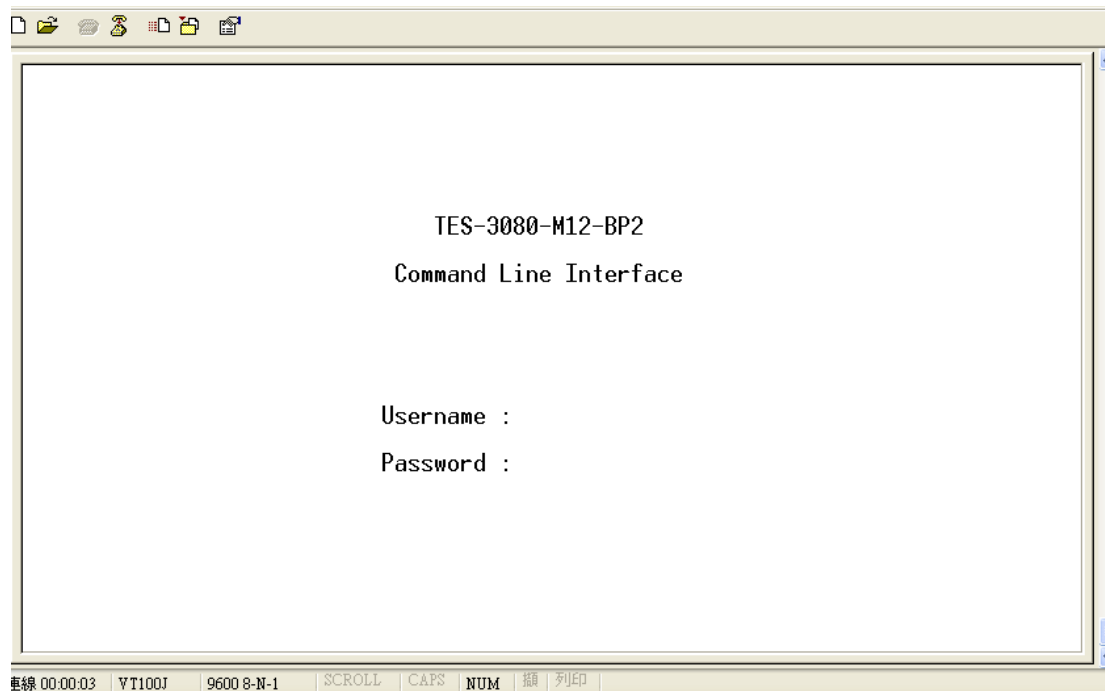 TES-3080-M12-BP2
Command Line Interface
Username :
Password :
連線 00:00:03 VT100J 9600 8-N-1 SCROLL CAPS NUM 擷 列印